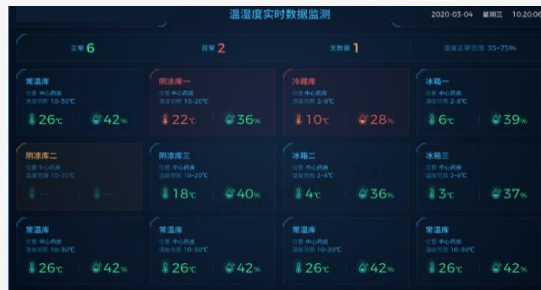 温湿度实时数据监测
2020-03-04 星期三 10:20:06
正常 6
异常 2
无数据 1
湿度正常范围 35-75%
常温库
位置 中心药房
温度范围 10-30℃
26℃ 42%
阴凉库一
位置 中心药房
温度范围 10-20℃
22℃ 36%
冷藏库
位置 中心药房
温度范围 2-8℃
10℃ 28%
冰箱一
位置 中心药房
温度范围 2-8℃
6℃ 39%
阴凉库二
位置 中心药房
温度范围 10-20℃
-- --
阴凉库三
位置 中心药房
温度范围 10-20℃
18℃ 40%
冰箱二
位置 中心药房
温度范围 2-8℃
4℃ 36%
冰箱三
位置 中心药房
温度范围 2-8℃
3℃ 37%
常温库
位置 中心药房
温度范围 10-30℃
26℃ 42%
常温库
位置 中心药房
温度范围 10-30℃
26℃ 42%
常温库
位置 中心药房
温度范围 10-30℃
26℃ 42%
常温库
位置 中心药房
温度范围 10-30℃
26℃ 42%